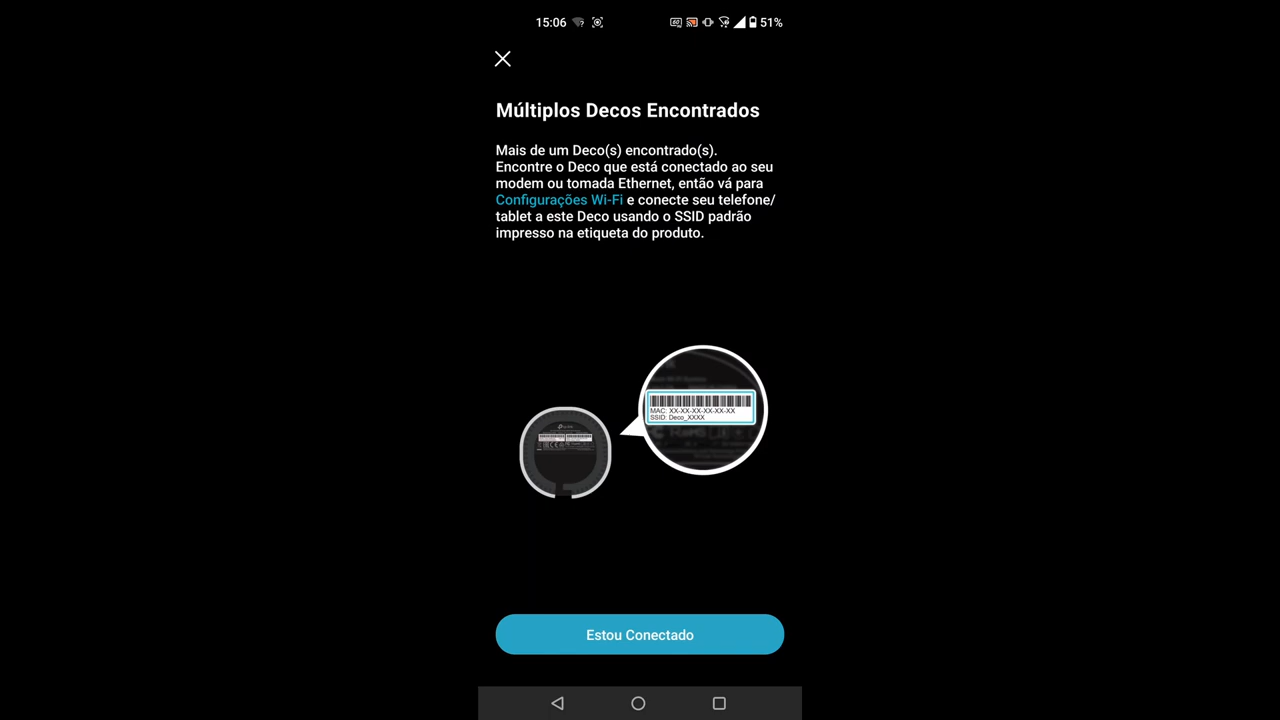 15:06
51%
Múltiplos Decos Encontrados
Mais de um Deco(s) encontrado(s).
Encontre o Deco que está conectado ao seu
modem ou tomada Ethernet, então vá para
Configurações Wi-Fi e conecte seu telefone/
tablet a este Deco usando o SSID padrão
impresso na etiqueta do produto.
MAC: XX-XX-XX-XX-XX-XX
SSID: Deco_XXXX
Estou Conectado